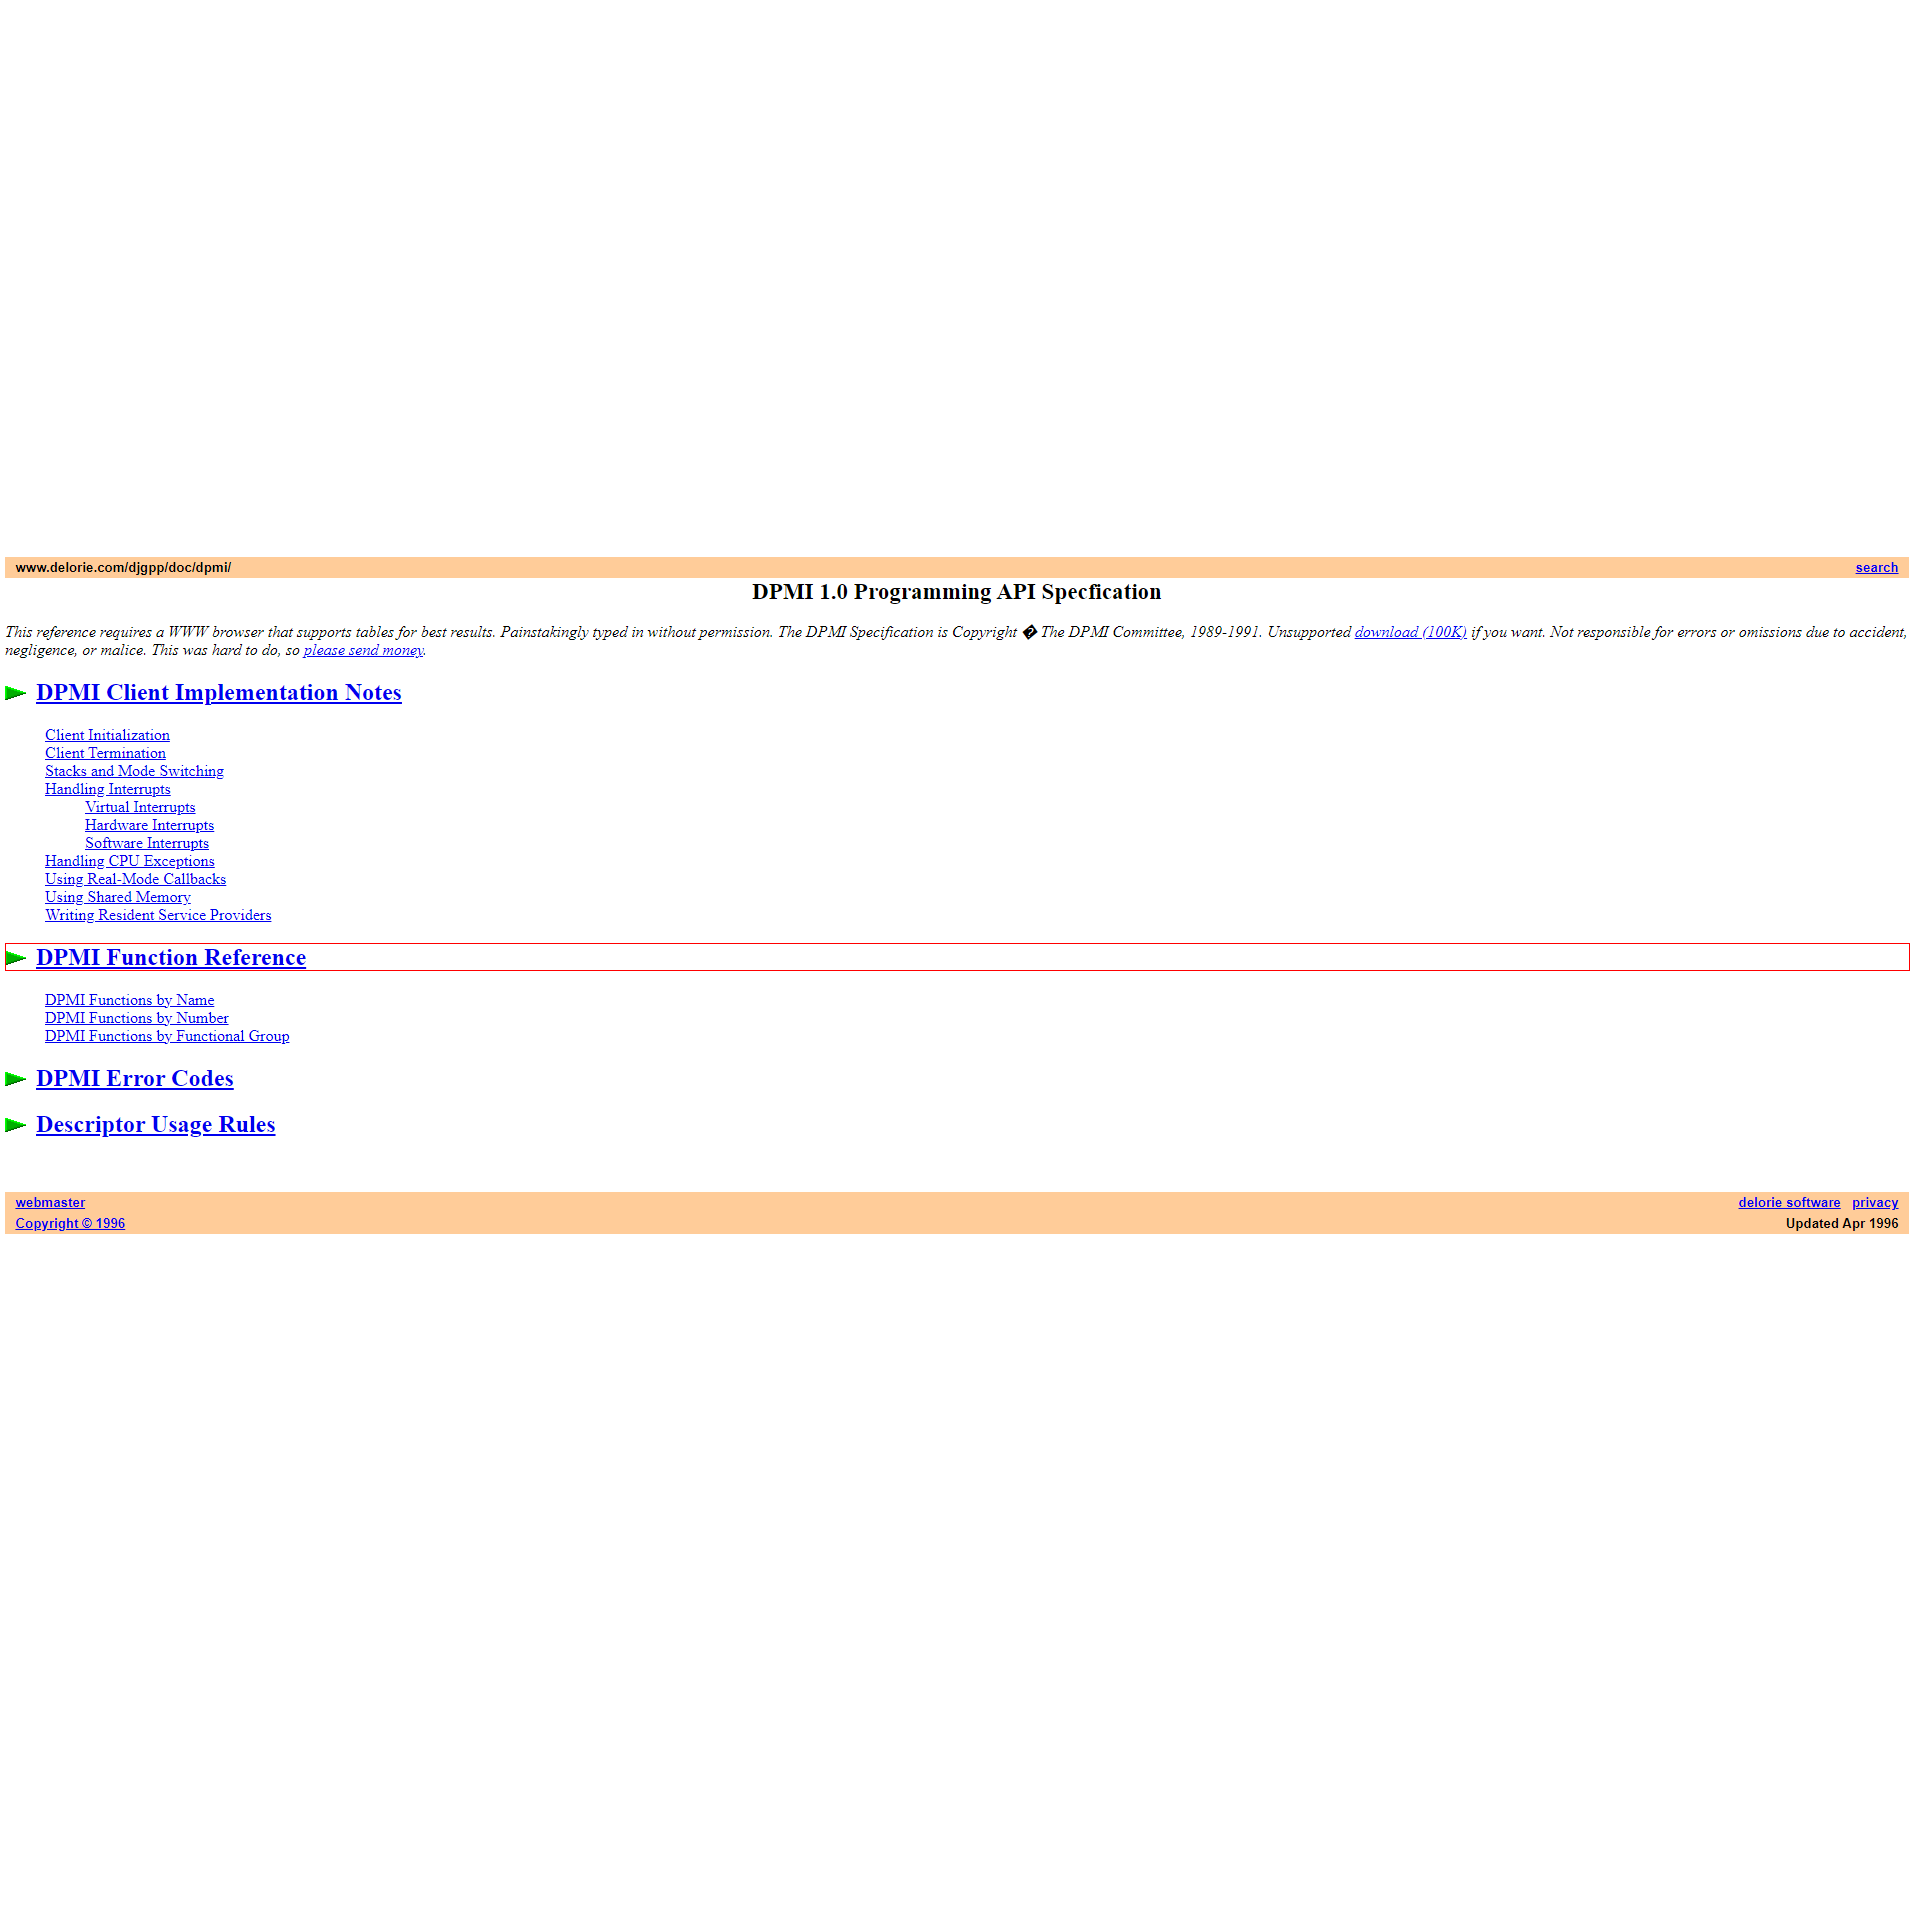 www.delorie.com/djgpp/doc/dpmi/ search
DPMI 1.0 Programming API Specfication
This reference requires a WWW browser that supports tables for best results. Painstakingly typed in without permission. The DPMI Specification is Copyright � The DPMI Committee, 1989-1991. Unsupported download (100K) if you want. Not responsible for errors or omissions due to accident,
negligence, or malice. This was hard to do, so please send money.
DPMI Client Implementation Notes
Client Initialization
Client Termination
Stacks and Mode Switching
Handling Interrupts
Virtual Interrupts
Hardware Interrupts
Software Interrupts
Handling CPU Exceptions
Using Real-Mode Callbacks
Using Shared Memory
Writing Resident Service Providers
DPMI Function Reference
DPMI Functions by Name
DPMI Functions by Number
DPMI Functions by Functional Group
DPMI Error Codes
Descriptor Usage Rules
webmaster delorie software privacy
Copyright © 1996 Updated Apr 1996